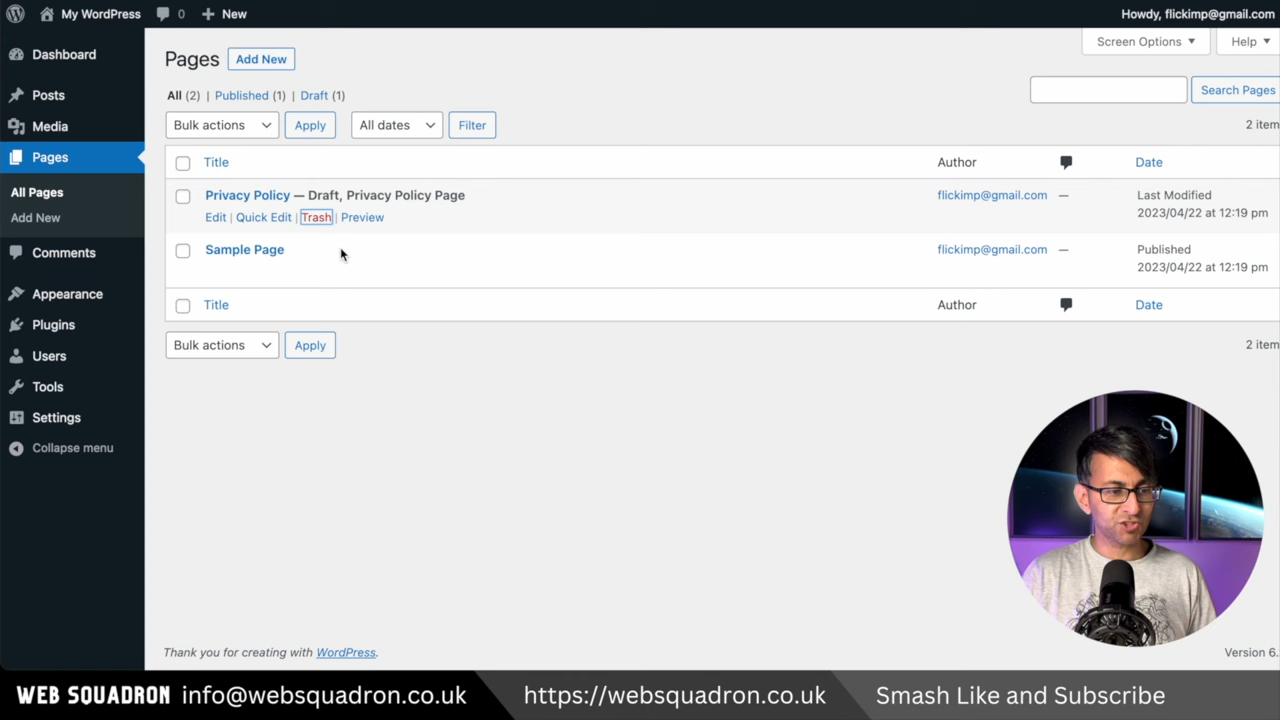 My WordPress 0 New Howdy, flickimp@gmail.com
Dashboard
Posts
Media
Pages
All Pages
Add New
Comments
Appearance
Plugins
Users
Tools
Settings
Collapse menu
Screen Options Help
Pages Add New
All (2) | Published (1) | Draft (1)
Search Pages
Bulk actions Apply All dates Filter 2 item
Title Author Date
Privacy Policy — Draft, Privacy Policy Page flickimp@gmail.com — Last Modified
Edit | Quick Edit | Trash | Preview 2023/04/22 at 12:19 pm
Sample Page flickimp@gmail.com — Published
2023/04/22 at 12:19 pm
Title Author Date
Bulk actions Apply 2 item
Thank you for creating with WordPress. Version 6.
WEB SQUADRON info@websquadron.co.uk https://websquadron.co.uk Smash Like and Subscribe